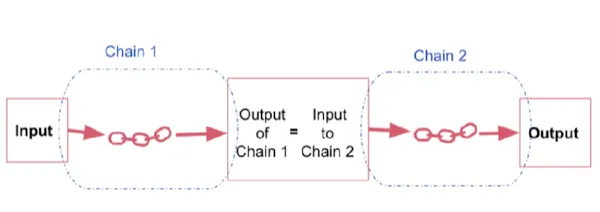 Chain 1
Chain 2
Input
Output Input
of = to
Chain 1 Chain 2
Output